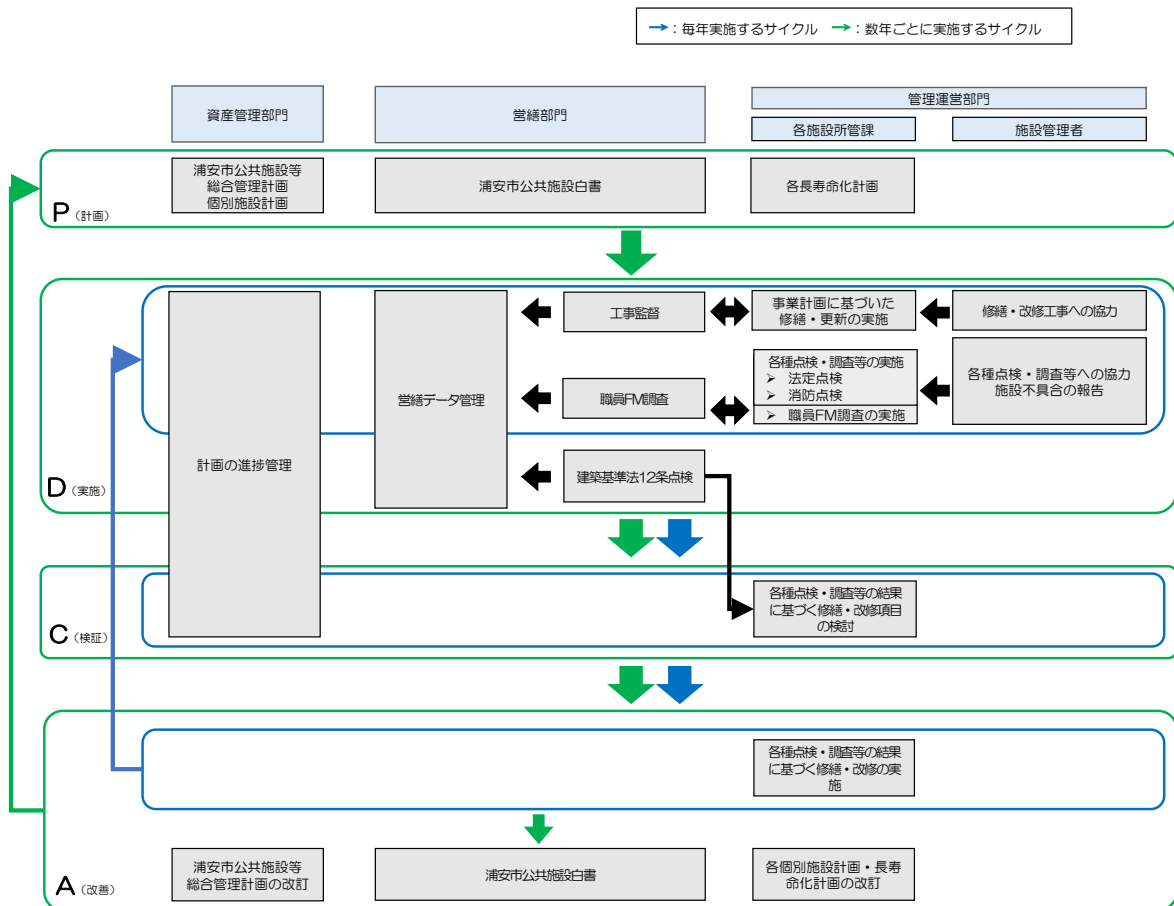 →：毎年実施するサイクル →：数年ごとに実施するサイクル
資産管理部門
営繕部門
管理運営部門
各施設所管課
施設管理者
P（計画）
浦安市公共施設等
総合管理計画
個別施設計画
浦安市公共施設白書
各長寿命化計画
D（実施）
計画の進捗管理
営繕データ管理
工事監督
事業計画に基づいた
修繕・更新の実施
修繕・改修工事への協力
職員FM調査
各種点検・調査等の実施
➢ 法定点検
➢ 消防点検
➢ 職員FM調査の実施
各種点検・調査等への協力
施設不具合の報告
建築基準法12条点検
C（検証）
各種点検・調査等の結果
に基づく修繕・改修項目
の検討
A（改善）
各種点検・調査等の結果
に基づく修繕・改修の実
施
浦安市公共施設等
総合管理計画の改訂
浦安市公共施設白書
各個別施設計画・長寿
命化計画の改訂